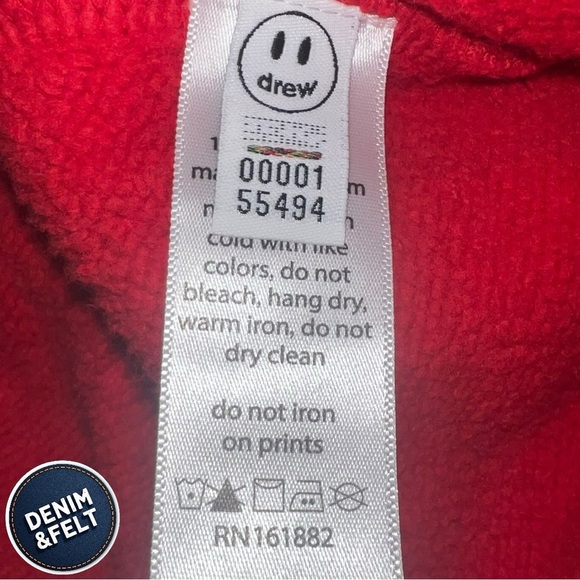 drew
00001
55494
cold with like
colors, do not
bleach, hang dry,
warm iron, do not
dry clean
do not iron
on prints
RN161882
DENIM
&FELT